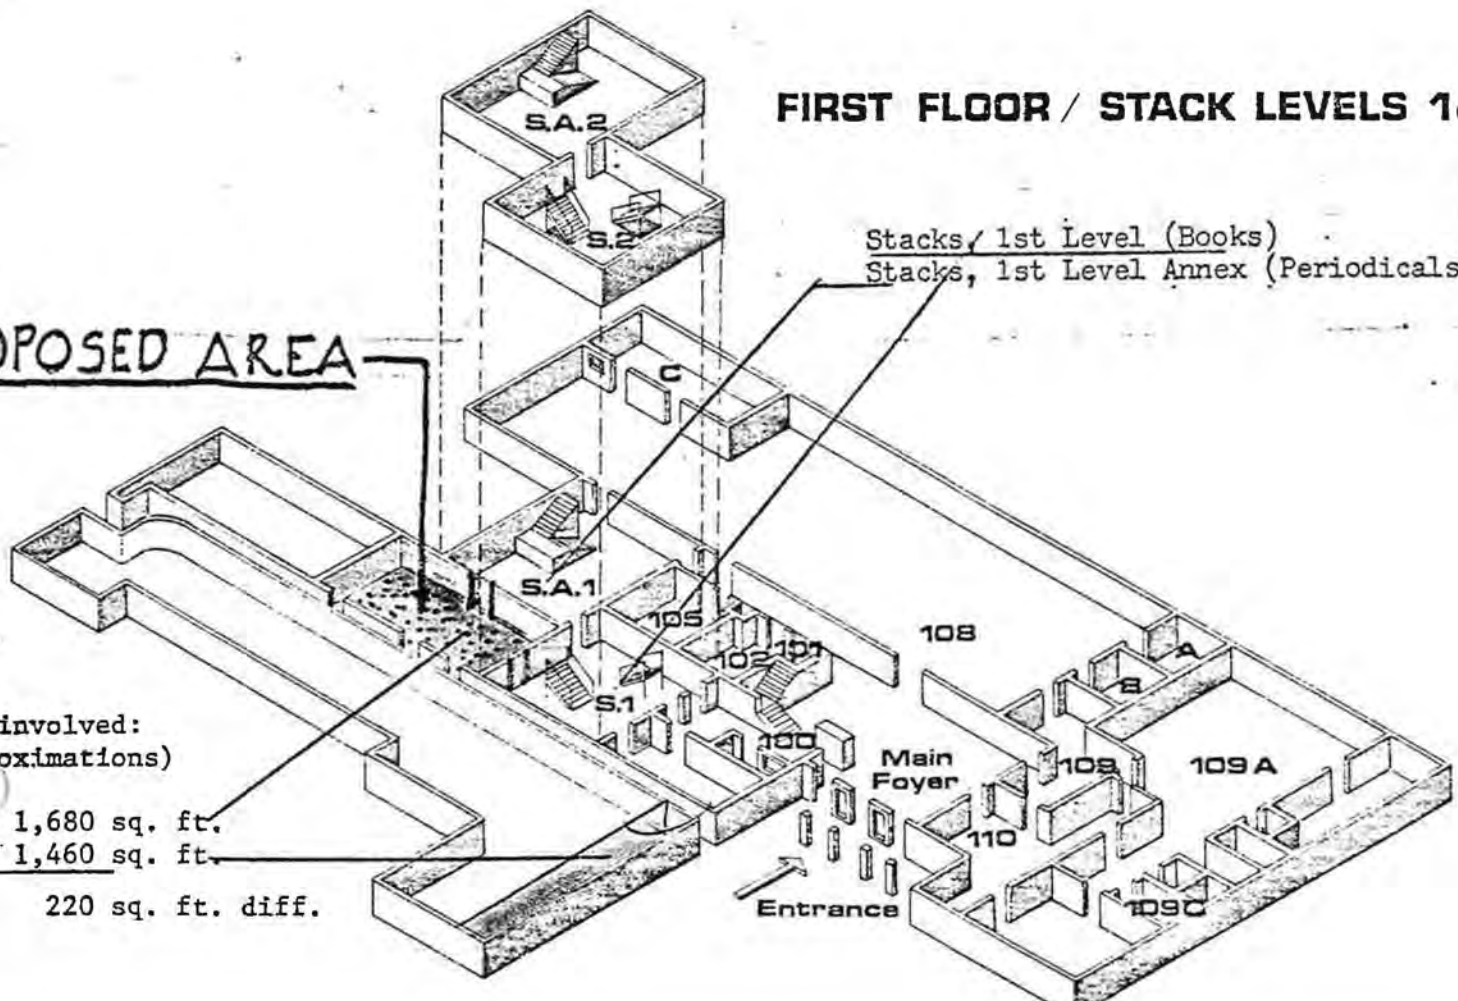 FIRST FLOOR / STACK LEVELS 1
S.A.2
S.2
Stacks, 1st Level (Books)
Stacks, 1st Level Annex (Periodicals
OPOSED AREA
C
S.A.1
105
108
102
101
A
B
S.1
100
Main
Foyer
109
109A
110
109C
Entrance
involved:
oximations)
1,680 sq. ft.
1,460 sq. ft.
220 sq. ft. diff.